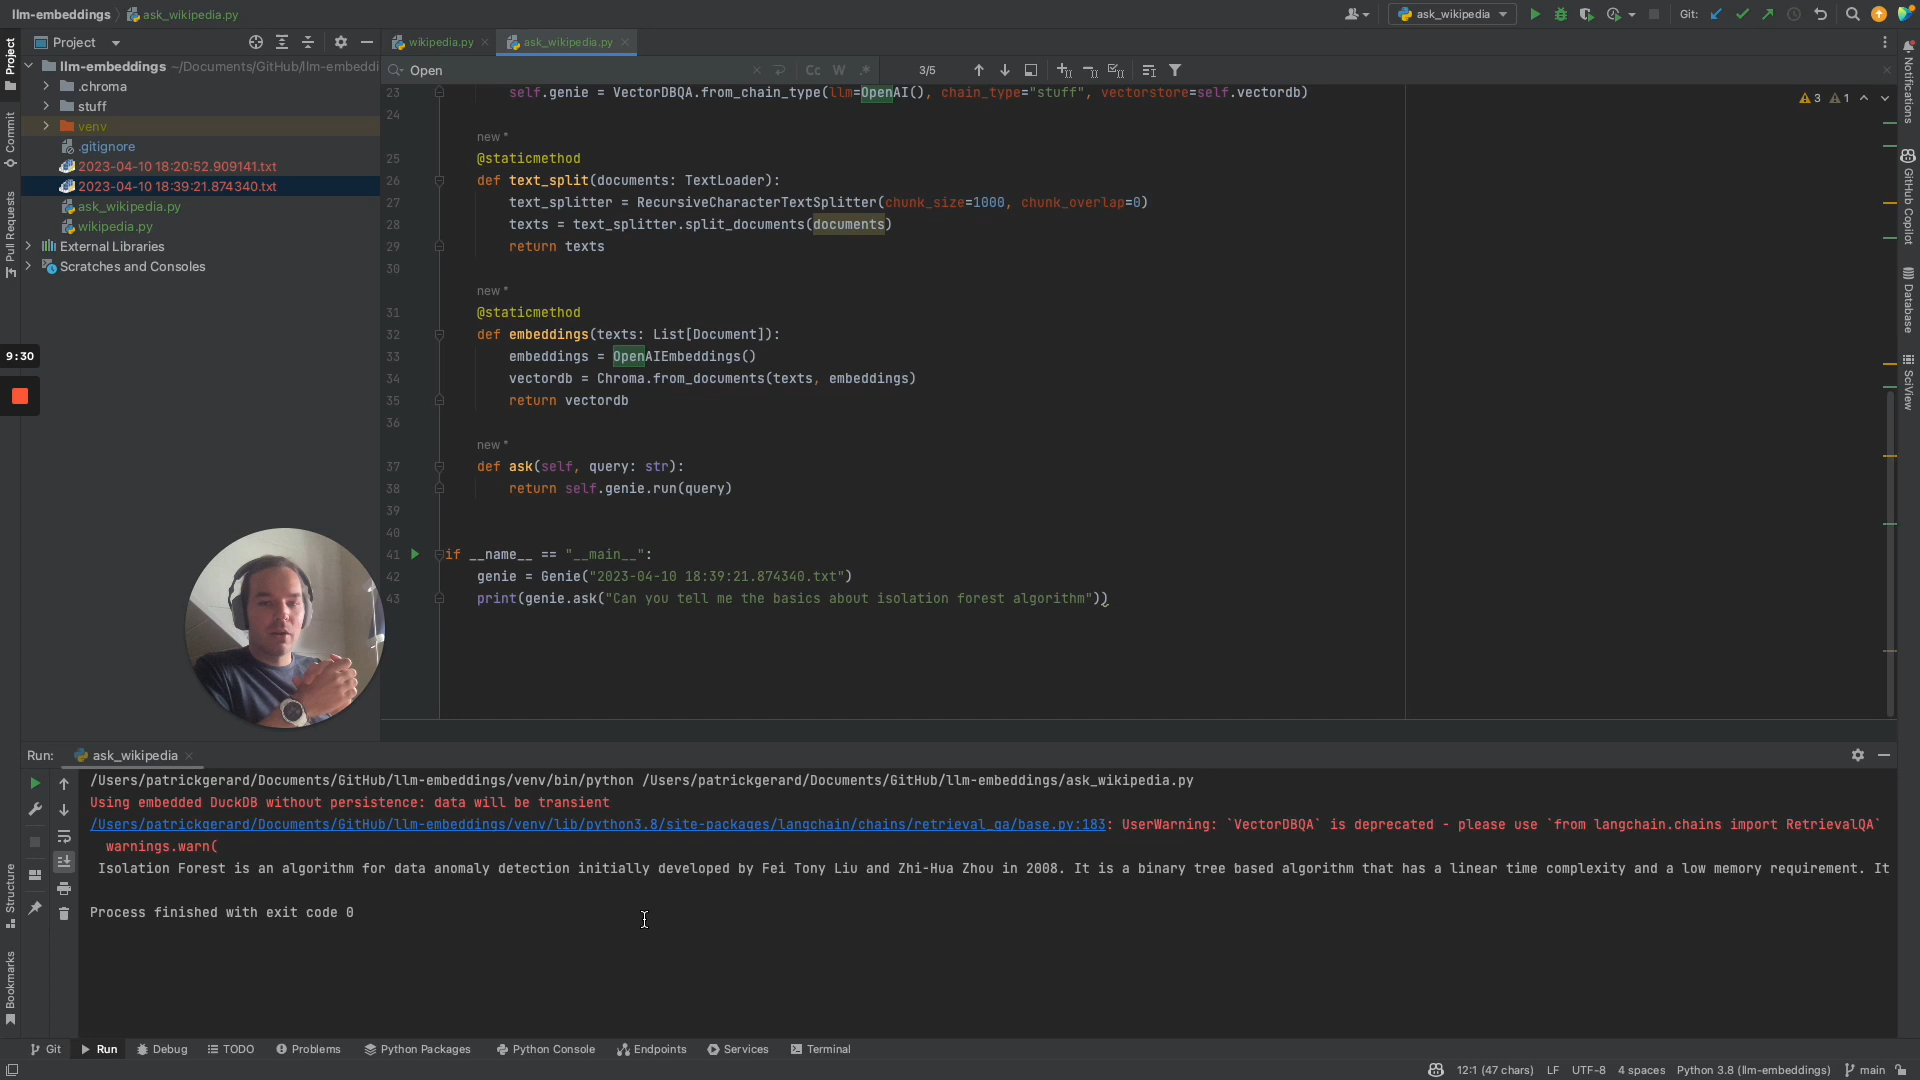 llm-embeddings ask_wikipedia.py
ask_wikipedia Git:
Project
wikipedia.py ask_wikipedia.py
llm-embeddings ~/Documents/GitHub/llm-embeddi
.chroma
stuff
venv
.gitignore
2023-04-10 18:20:52.909141.txt
2023-04-10 18:39:21.874340.txt
ask_wikipedia.py
wikipedia.py
External Libraries
Scratches and Consoles
Project
Commit
Pull Requests
9:30
Structure
Bookmarks
Open
Cc W .* 3/5
3 1
23 self.genie = VectorDBQA.from_chain_type(llm=OpenAI(), chain_type="stuff", vectorstore=self.vectordb)
24
new *
25 @staticmethod
26 def text_split(documents: TextLoader):
27 text_splitter = RecursiveCharacterTextSplitter(chunk_size=1000, chunk_overlap=0)
28 texts = text_splitter.split_documents(documents)
29 return texts
30
new *
31 @staticmethod
32 def embeddings(texts: List[Document]):
33 embeddings = OpenAIEmbeddings()
34 vectordb = Chroma.from_documents(texts, embeddings)
35 return vectordb
36
new *
37 def ask(self, query: str):
38 return self.genie.run(query)
39
40
41 if __name__ == "__main__":
42 genie = Genie("2023-04-10 18:39:21.874340.txt")
43 print(genie.ask("Can you tell me the basics about isolation forest algorithm"))
Notifications
GitHub Copilot
Database
SciView
Run: ask_wikipedia
/Users/patrickgerard/Documents/GitHub/llm-embeddings/venv/bin/python /Users/patrickgerard/Documents/GitHub/llm-embeddings/ask_wikipedia.py
Using embedded DuckDB without persistence: data will be transient
/Users/patrickgerard/Documents/GitHub/llm-embeddings/venv/lib/python3.8/site-packages/langchain/chains/retrieval_qa/base.py:183: UserWarning: `VectorDBQA` is deprecated - please use `from langchain.chains import RetrievalQA`
warnings.warn(
Isolation Forest is an algorithm for data anomaly detection initially developed by Fei Tony Liu and Zhi-Hua Zhou in 2008. It is a binary tree based algorithm that has a linear time complexity and a low memory requirement. It
Process finished with exit code 0
Git Run Debug TODO Problems Python Packages Python Console Endpoints Services Terminal
12:1 (47 chars) LF UTF-8 4 spaces Python 3.8 (llm-embeddings) main